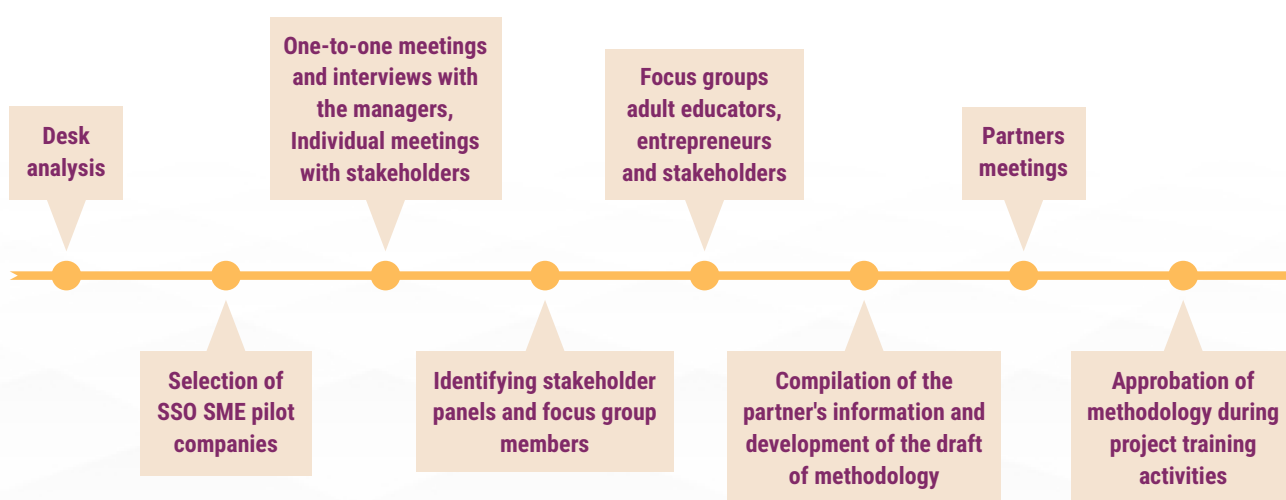 Desk
analysis
Selection of
SSO SME pilot
companies
One-to-one meetings
and interviews with
the managers,
Individual meetings
with stakeholders
Identifying stakeholder
panels and focus group
members
Focus groups
adult educators,
entrepreneurs
and stakeholders
Compilation of the
partner's information and
development of the draft
of methodology
Partners
meetings
Approbation of
methodology during
project training
activities